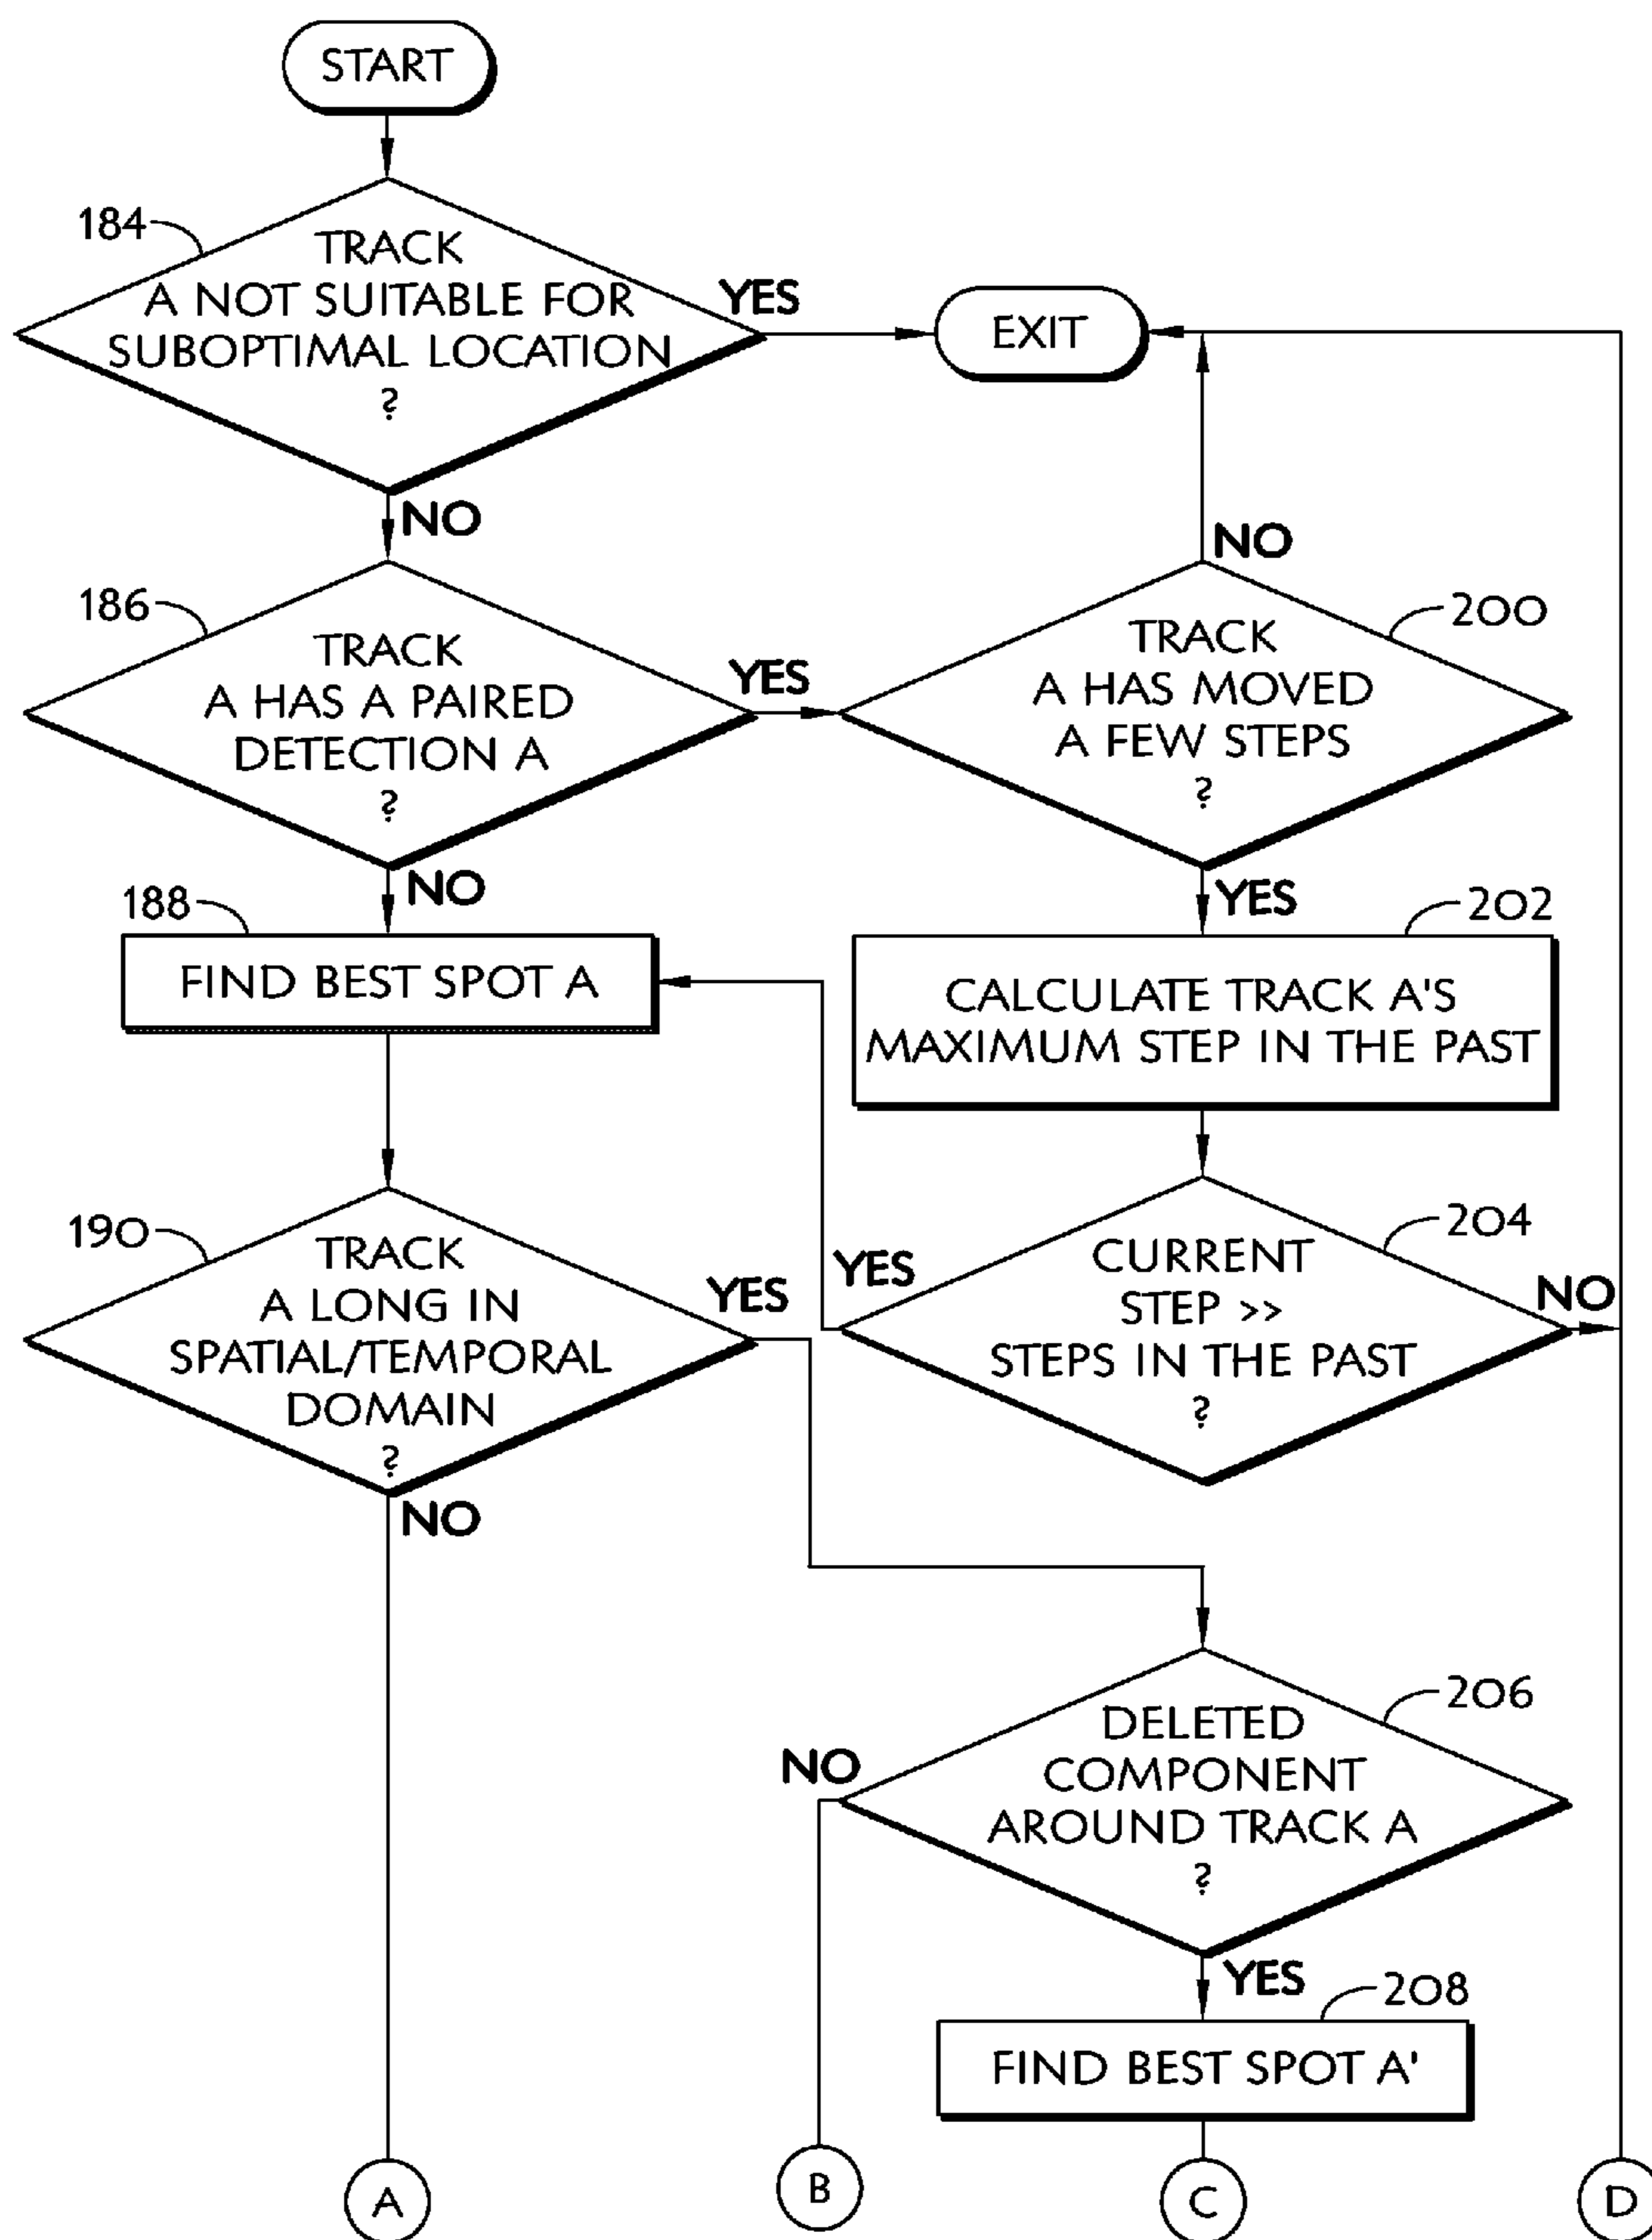 START
184
TRACK
A NOT SUITABLE FOR
SUBOPTIMAL LOCATION
?
YES
EXIT
NO
186
TRACK
A HAS A PAIRED
DETECTION A
?
YES
NO
200
TRACK
A HAS MOVED
A FEW STEPS
?
NO
YES
188
FIND BEST SPOT A
202
CALCULATE TRACK A'S
MAXIMUM STEP IN THE PAST
190
TRACK
A LONG IN
SPATIAL/TEMPORAL
DOMAIN
?
YES
NO
204
CURRENT
STEP >>
STEPS IN THE PAST
?
YES
NO
206
DELETED
COMPONENT
AROUND TRACK A
?
NO
YES
208
FIND BEST SPOT A'
A
B
C
D